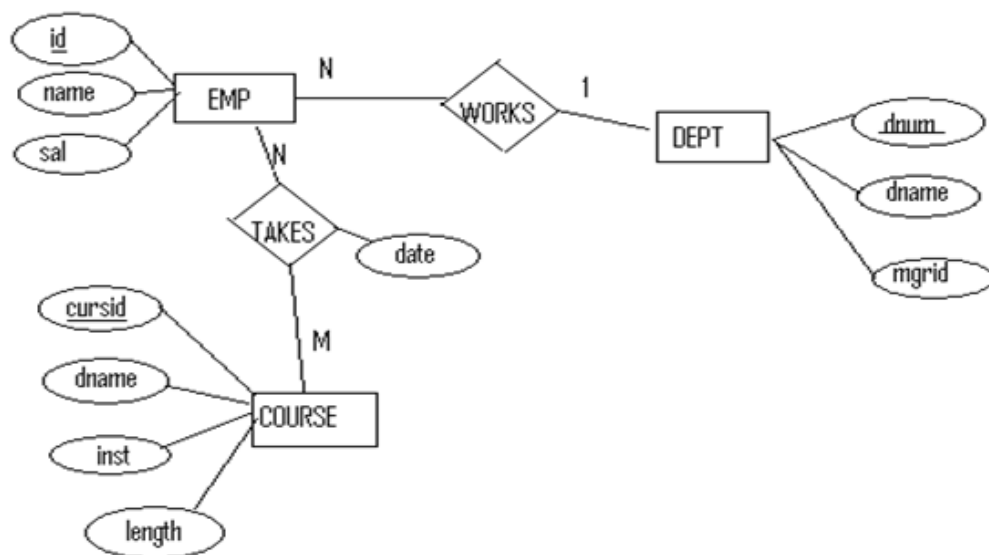 id
name
sal
EMP
N
WORKS
1
DEPT
dnum
dname
mgrid
N
TAKES
date
M
cursid
dname
inst
length
COURSE